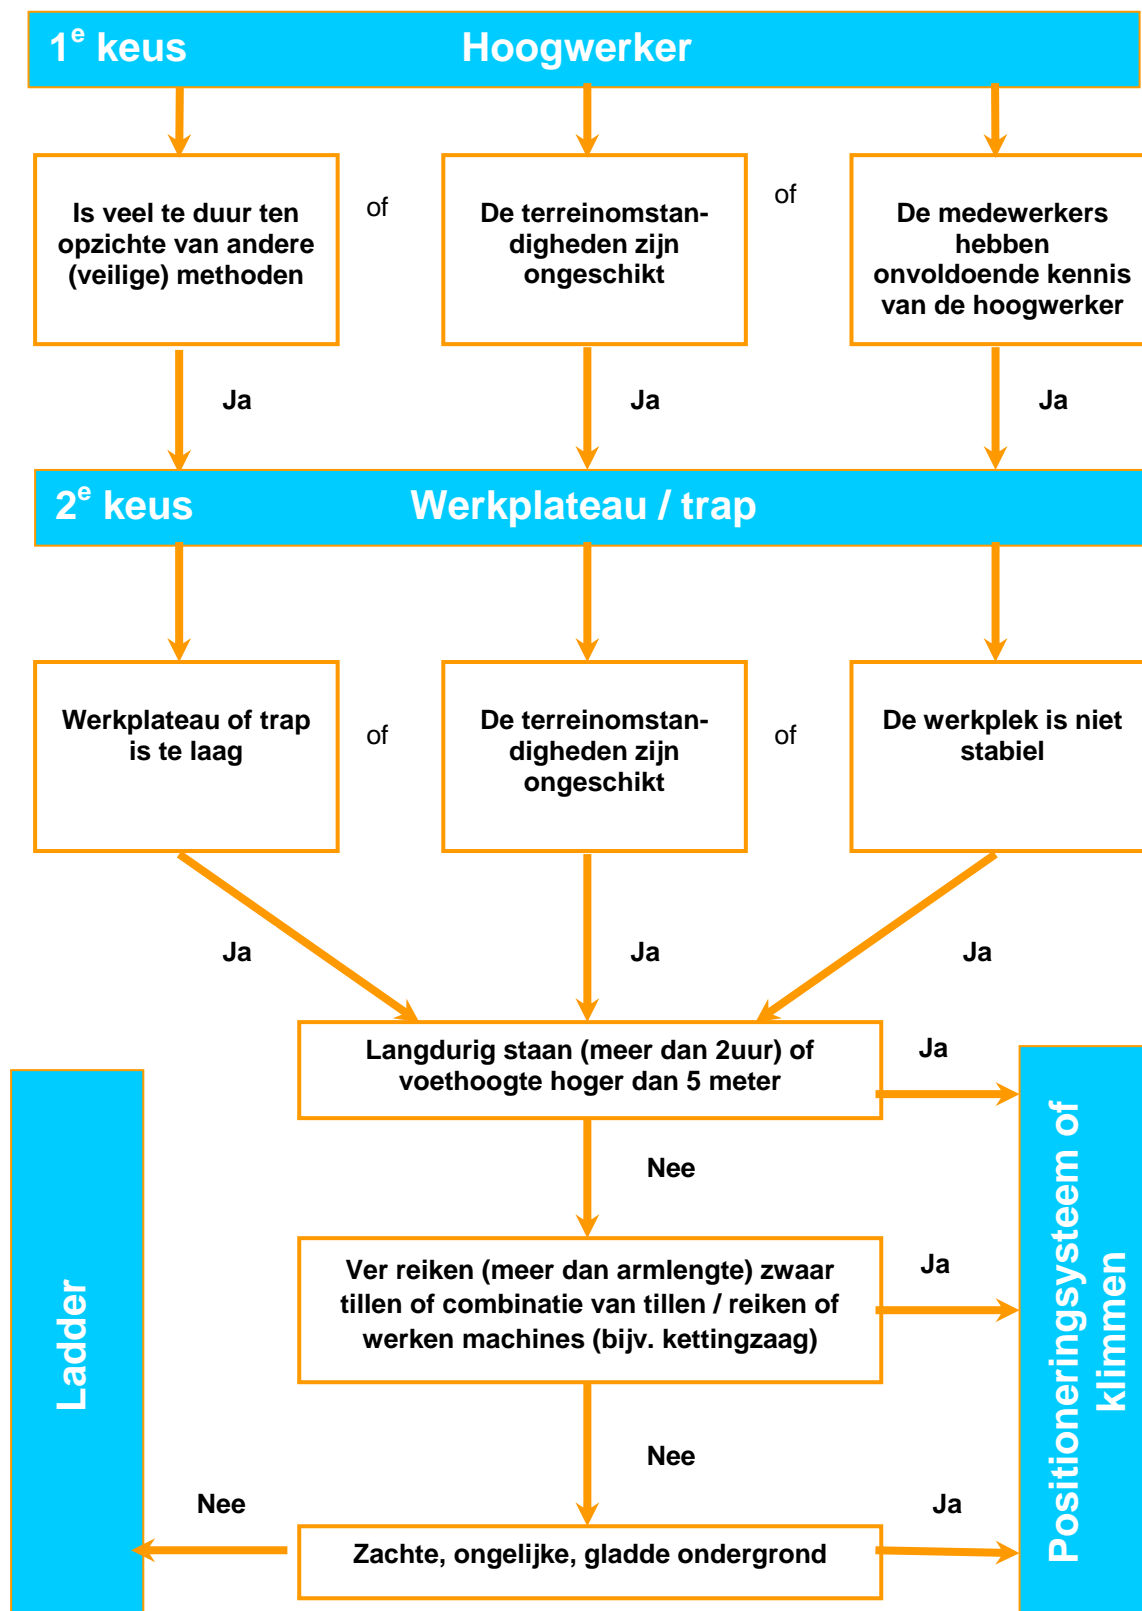 1e keus Hoogwerker
Is veel te duur ten
opzichte van andere
(veilige) methoden
of
De terreinomstan-
digheden zijn
ongeschikt
of
De medewerkers
hebben
onvoldoende kennis
van de hoogwerker
Ja
Ja
Ja
2e keus Werkplateau / trap
Werkplateau of trap
is te laag
of
De terreinomstan-
digheden zijn
ongeschikt
of
De werkplek is niet
stabiel
Ja
Ja
Ja
Langdurig staan (meer dan 2uur) of
voethoogte hoger dan 5 meter
Ja
Nee
Ver reiken (meer dan armlengte) zwaar
tillen of combinatie van tillen / reiken of
werken machines (bijv. kettingzaag)
Ja
Nee
Zachte, ongelijke, gladde ondergrond
Nee
Ja
Ladder
Positioneringsysteem of
klimmen